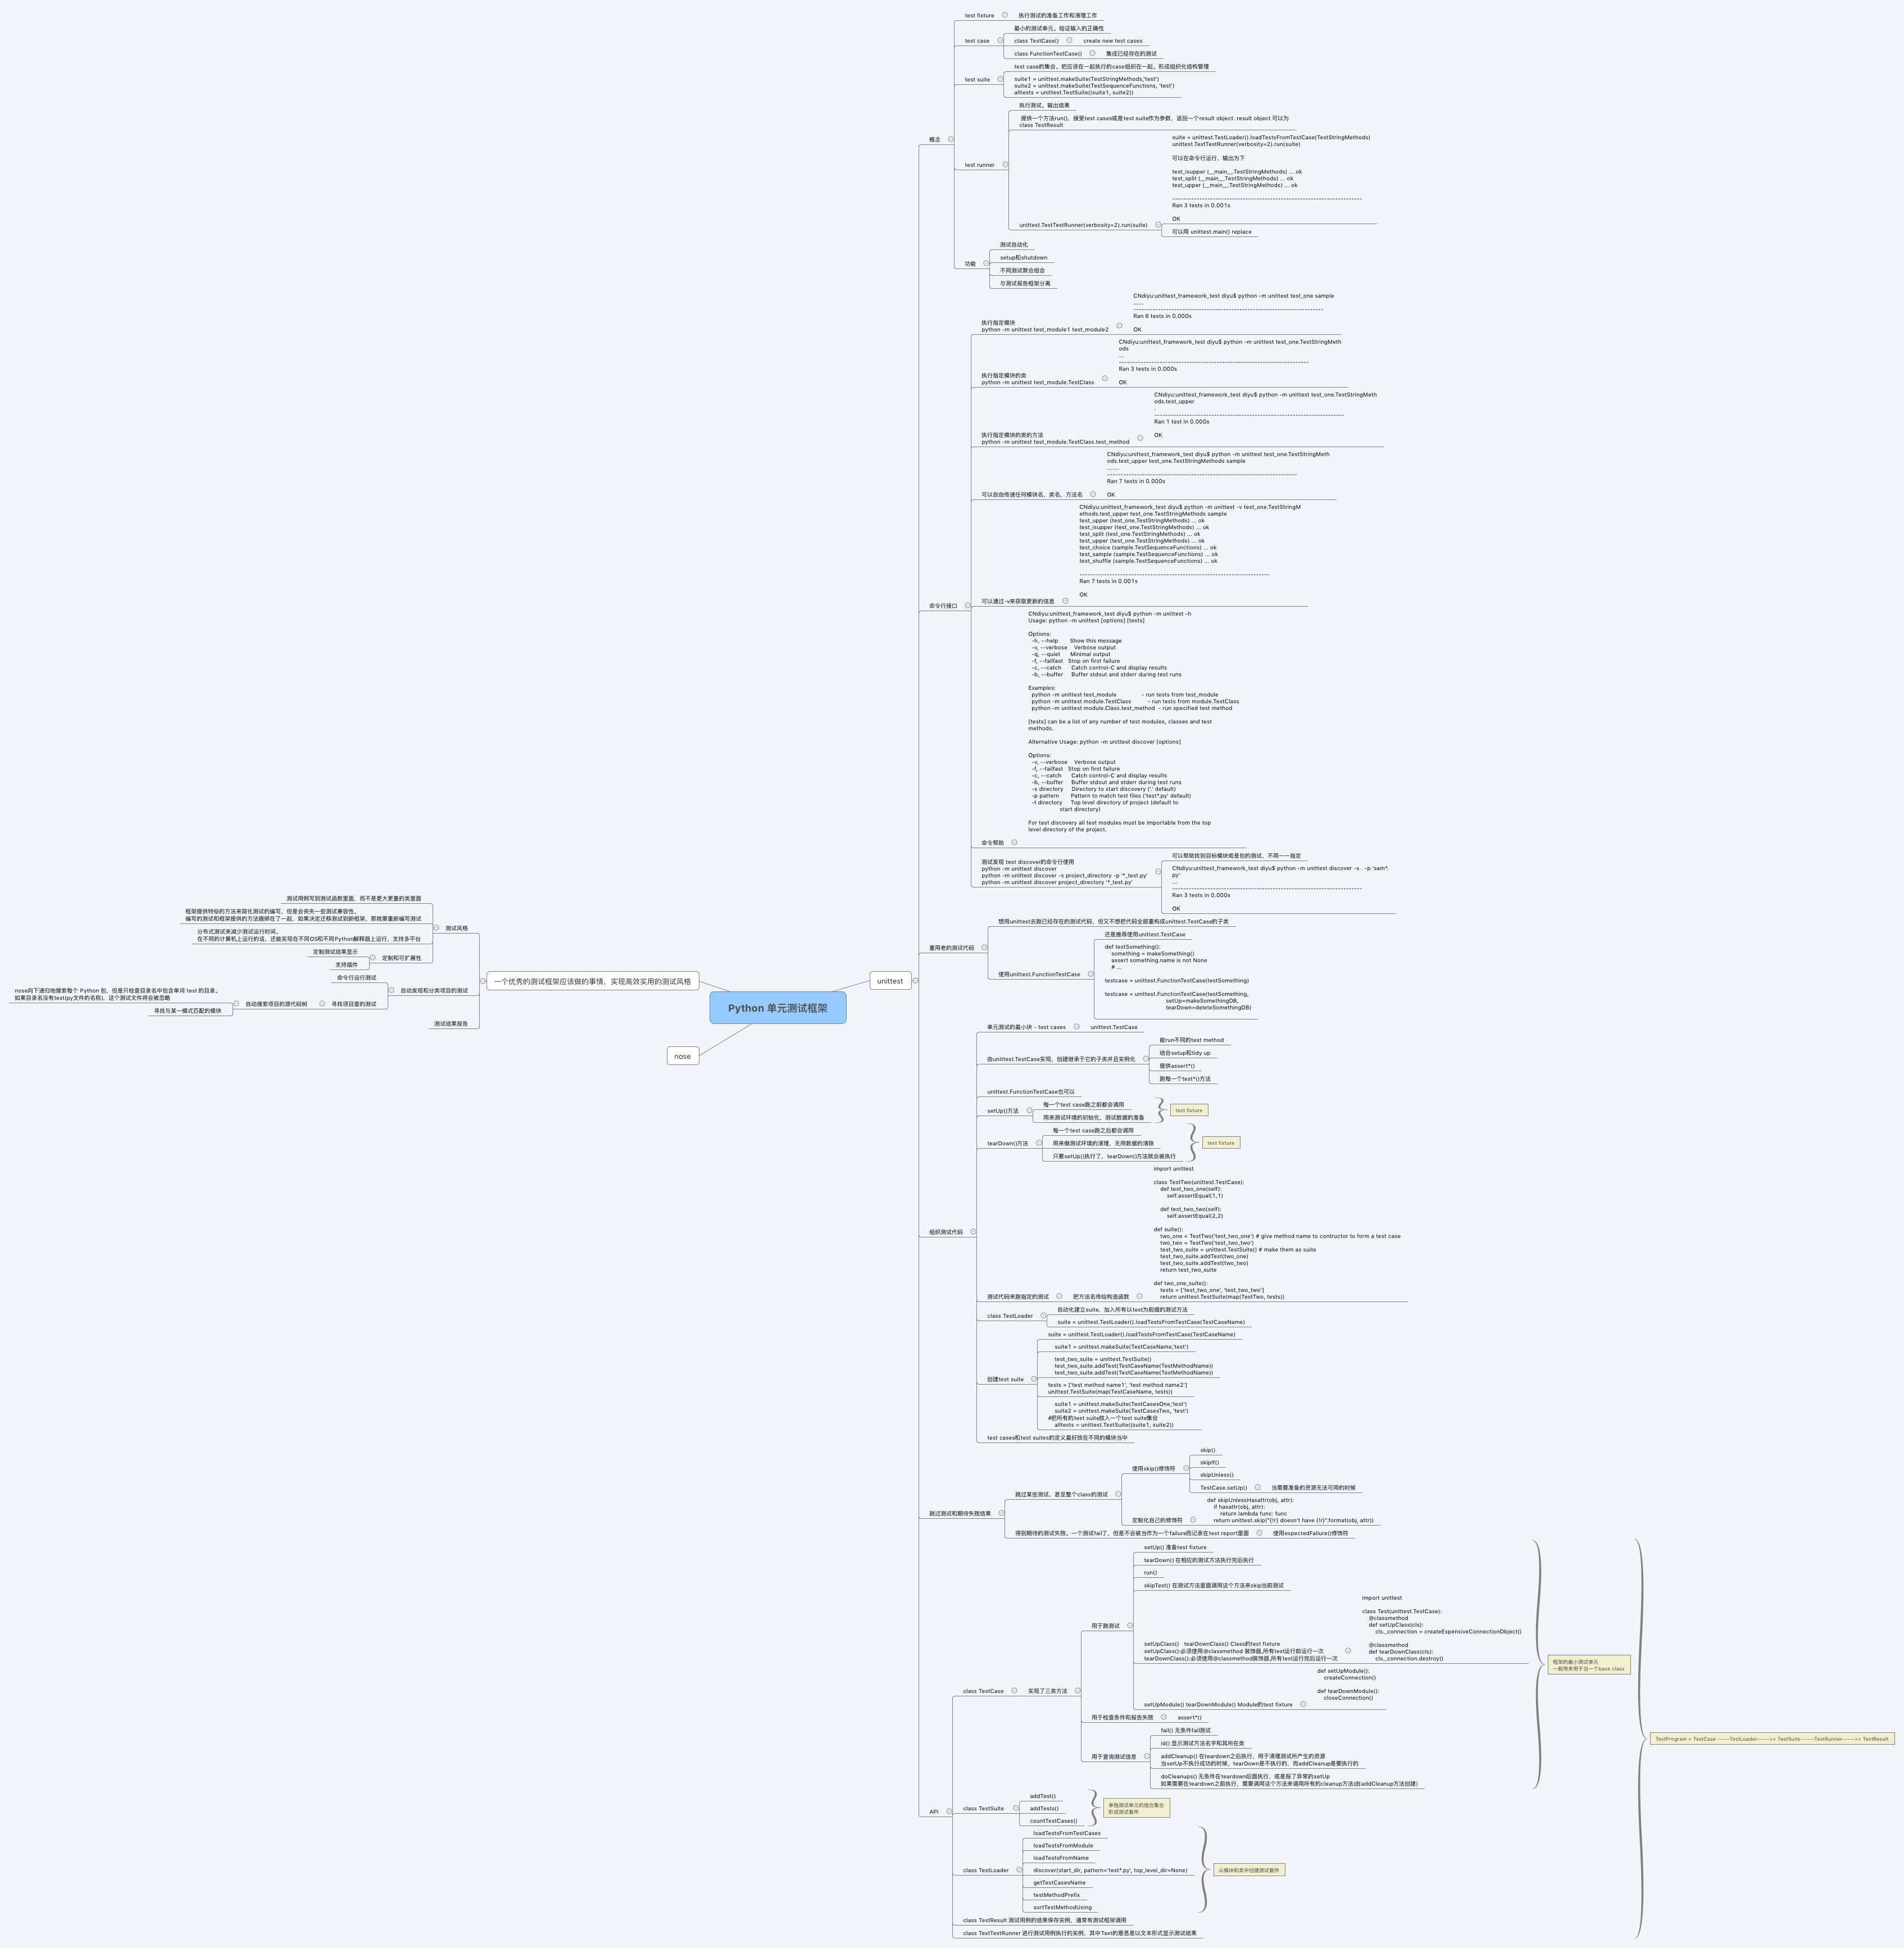 Python 单元测试框架
unittest
概念
test fixture
执行测试的准备工作和清理工作
test case
最小的测试单元。验证输入的正确性
class TestCase()
create new test cases
class FunctionTestCase()
集成已经存在的测试
test suite
test case的集合。把应该在一起执行的case组织在一起。形成组织化结构管理
suite1 = unittest.makeSuite(TestStringMethods,'test')
suite2 = unittest.makeSuite(TestSequenceFunctions, 'test')
alltests = unittest.TestSuite((suite1, suite2))
test runner
执行测试。输出结果
提供一个方法run()，接受test cases或是test suite作为参数，返回一个result object. result object 可以为
class TestResult
unittest.TextTestRunner(verbosity=2).run(suite)
suite = unittest.TestLoader().loadTestsFromTestCase(TestStringMethods)
unittest.TextTestRunner(verbosity=2).run(suite)
可以在命令行运行，输出为下
test_isupper (__main__.TestStringMethods) ... ok
test_split (__main__.TestStringMethods) ... ok
test_upper (__main__.TestStringMethods) ... ok
----------------------------------------------------------------------
Ran 3 tests in 0.001s
OK
可以用 unittest.main() replace
功能
测试自动化
setup和shutdown
不同测试聚合组合
与测试报告框架分离
命令行接口
执行指定模块
python -m unittest test_module1 test_module2
CNdiyu:unittest_framework_test diyu$ python -m unittest test_one sample
......
----------------------------------------------------------------------
Ran 6 tests in 0.000s
OK
执行指定模块的类
python -m unittest test_module.TestClass
CNdiyu:unittest_framework_test diyu$ python -m unittest test_one.TestStringMeth
ods
...
----------------------------------------------------------------------
Ran 3 tests in 0.000s
OK
执行指定模块的类的方法
python -m unittest test_module.TestClass.test_method
CNdiyu:unittest_framework_test diyu$ python -m unittest test_one.TestStringMeth
ods.test_upper
.
----------------------------------------------------------------------
Ran 1 test in 0.000s
OK
可以自由传递任何模块名，类名，方法名
CNdiyu:unittest_framework_test diyu$ python -m unittest test_one.TestStringMeth
ods.test_upper test_one.TestStringMethods sample
.......
----------------------------------------------------------------------
Ran 7 tests in 0.000s
OK
可以通过-v来获取更新的信息
CNdiyu:unittest_framework_test diyu$ python -m unittest -v test_one.TestStringM
ethods.test_upper test_one.TestStringMethods sample
test_upper (test_one.TestStringMethods) ... ok
test_isupper (test_one.TestStringMethods) ... ok
test_split (test_one.TestStringMethods) ... ok
test_upper (test_one.TestStringMethods) ... ok
test_choice (sample.TestSequenceFunctions) ... ok
test_sample (sample.TestSequenceFunctions) ... ok
test_shuffle (sample.TestSequenceFunctions) ... ok
----------------------------------------------------------------------
Ran 7 tests in 0.001s
OK
命令帮助
CNdiyu:unittest_framework_test diyu$ python -m unittest -h
Usage: python -m unittest [options] [tests]
Options:
-h, --help Show this message
-v, --verbose Verbose output
-q, --quiet Minimal output
-f, --failfast Stop on first failure
-c, --catch Catch control-C and display results
-b, --buffer Buffer stdout and stderr during test runs
Examples:
python -m unittest test_module - run tests from test_module
python -m unittest module.TestClass - run tests from module.TestClass
python -m unittest module.Class.test_method - run specified test method
[tests] can be a list of any number of test modules, classes and test
methods.
Alternative Usage: python -m unittest discover [options]
Options:
-v, --verbose Verbose output
-f, --failfast Stop on first failure
-c, --catch Catch control-C and display results
-b, --buffer Buffer stdout and stderr during test runs
-s directory Directory to start discovery ('.' default)
-p pattern Pattern to match test files ('test*.py' default)
-t directory Top level directory of project (default to
start directory)
For test discovery all test modules must be importable from the top
level directory of the project.
测试发现 test discover的命令行使用
python -m unittest discover
python -m unittest discover -s project_directory -p '*_test.py'
python -m unittest discover project_directory '*_test.py'
可以帮助找到目标模块或是包的测试，不用一一指定
CNdiyu:unittest_framework_test diyu$ python -m unittest discover -s . -p 'sam*.
py'
...
----------------------------------------------------------------------
Ran 3 tests in 0.000s
OK
重用老的测试代码
想用unittest去跑已经存在的测试代码，但又不想把代码全部重构成unittest.TestCase的子类
使用unittest.FunctionTestCase
还是推荐使用unittest.TestCase
def testSomething():
something = makeSomething()
assert something.name is not None
# ...
testcase = unittest.FunctionTestCase(testSomething)
testcase = unittest.FunctionTestCase(testSomething,
setUp=makeSomethingDB,
tearDown=deleteSomethingDB)
组织测试代码
单元测试的最小块 - test cases
unittest.TestCase
由unittest.TestCase实现，创建继承于它的子类并且实例化
能run不同的test method
结合setup和tidy up
提供assert*()
跑每一个test*()方法
unittest.FunctionTestCase也可以
setUp()方法
每一个test case跑之前都会调用
用来测试环境的初始化，测试数据的准备
test fixture
tearDown()方法
每一个test case跑之后都会调用
用来做测试环境的清理，无用数据的清除
只要setUp()执行了，tearDown()方法就会被执行
test fixture
测试代码来跑指定的测试
把方法名传给构造函数
import unittest
class TestTwo(unittest.TestCase):
def test_two_one(self):
self.assertEqual(1,1)
def test_two_two(self):
self.assertEqual(2,2)
def suite():
two_one = TestTwo('test_two_one') # give method name to contructor to form a test case
two_two = TestTwo('test_two_two')
test_two_suite = unittest.TestSuite() # make them as suite
test_two_suite.addTest(two_one)
test_two_suite.addTest(two_two)
return test_two_suite
def two_one_suite():
tests = ['test_two_one', 'test_two_two']
return unittest.TestSuite(map(TestTwo, tests))
class TestLoader
自动化建立suite，加入所有以test为前缀的测试方法
suite = unittest.TestLoader().loadTestsFromTestCase(TestCaseName)
创建test suite
suite = unittest.TestLoader().loadTestsFromTestCase(TestCaseName)
suite1 = unittest.makeSuite(TestCaseName,'test')
test_two_suite = unittest.TestSuite()
test_two_suite.addTest(TestCaseName(TestMethodName))
test_two_suite.addTest(TestCaseName(TestMethodName))
tests = ['test method name1', 'test method name2']
unittest.TestSuite(map(TestCaseName, tests))
suite1 = unittest.makeSuite(TestCasesOne,'test')
suite2 = unittest.makeSuite(TestCasesTwo, 'test')
#把所有的test suite放入一个test suite集合
alltests = unittest.TestSuite((suite1, suite2))
test cases和test suites的定义最好放在不同的模块当中
跳过测试和期待失败结果
跳过某些测试，甚至整个class的测试
使用skip()修饰符
skip()
skipIf()
skipUnless()
TestCase.setUp()
当需要准备的资源无法可用的时候
定制化自己的修饰符
def skipUnlessHasattr(obj, attr):
if hasattr(obj, attr):
return lambda func: func
return unittest.skip("{!r} doesn't have {!r}".format(obj, attr))
得到期待的测试失败。一个测试fail了，但是不会被当作为一个failure而记录在test report里面
使用expectedFailure()修饰符
API
class TestCase
实现了三类方法
用于跑测试
setUp() 准备test fixture
tearDown() 在相应的测试方法执行完后执行
run()
skipTest() 在测试方法里面调用这个方法来skip当前测试
setUpClass() tearDownClass() Class的test fixture
setUpClass():必须使用@classmethod 装饰器,所有test运行前运行一次
tearDownClass():必须使用@classmethod装饰器,所有test运行完后运行一次
import unittest
class Test(unittest.TestCase):
@classmethod
def setUpClass(cls):
cls._connection = createExpensiveConnectionObject()
@classmethod
def tearDownClass(cls):
cls._connection.destroy()
setUpModule() tearDownModule() Module的test fixture
def setUpModule():
createConnection()
def tearDownModule():
closeConnection()
用于检查条件和报告失败
assert*()
用于查询测试信息
fail() 无条件fail测试
id() 显示测试方法名字和其所在类
addCleanup() 在teardown之后执行，用于清理测试所产生的资源
当setUp不执行成功的时候，tearDown是不执行的，而addCleanup是要执行的
doCleanups() 无条件在teardown后面执行，或是报了异常的setUp
如果需要在teardown之前执行，需要调用这个方法来调用所有的cleanup方法(由addCleanup方法创建)
框架的最小测试单元
一般用来用于当一个base class
class TestSuite
addTest()
addTests()
countTestCases()
单独测试单元的组合集合
形成测试套件
class TestLoader
loadTestsFromTestCases
loadTestsFromModule
loadTestsFromName
discover(start_dir, pattern='test*.py', top_level_dir=None)
getTestCasesName
testMethodPrefix
sortTestMethodUsing
从模块和类中创建测试套件
class TestResult 测试用例的结果保存实例，通常有测试框架调用
class TextTestRunner 进行测试用例执行的实例，其中Text的意思是以文本形式显示测试结果
TestProgram < TestCase -----TestLoader----->> TestSuite -----TestRunner----->> TestResult
一个优秀的测试框架应该做的事情，实现高效实用的测试风格
测试风格
测试用例写到测试函数里面，而不是更大更重的类里面
框架提供特俗的方法来简化测试的编写，但是会丧失一些测试兼容性。
编写的测试和框架提供的方法捆绑在了一起，如果决定迁移测试到新框架，那就要重新编写测试
分布式测试来减少测试运行时间。
在不同的计算机上运行的话，还能实现在不同OS和不同Python解释器上运行，支持多平台
定制和可扩展性
定制测试结果显示
支持插件
自动发现和分类项目的测试
命令行运行测试
寻找项目里的测试
自动搜索项目的源代码树
nose向下递归地搜索每个 Python 包，但是只检查目录名中包含单词 test 的目录。
如果目录名没有test(py文件的名称)，这个测试文件将会被忽略
寻找与某一模式匹配的模块
测试结果报告
nose